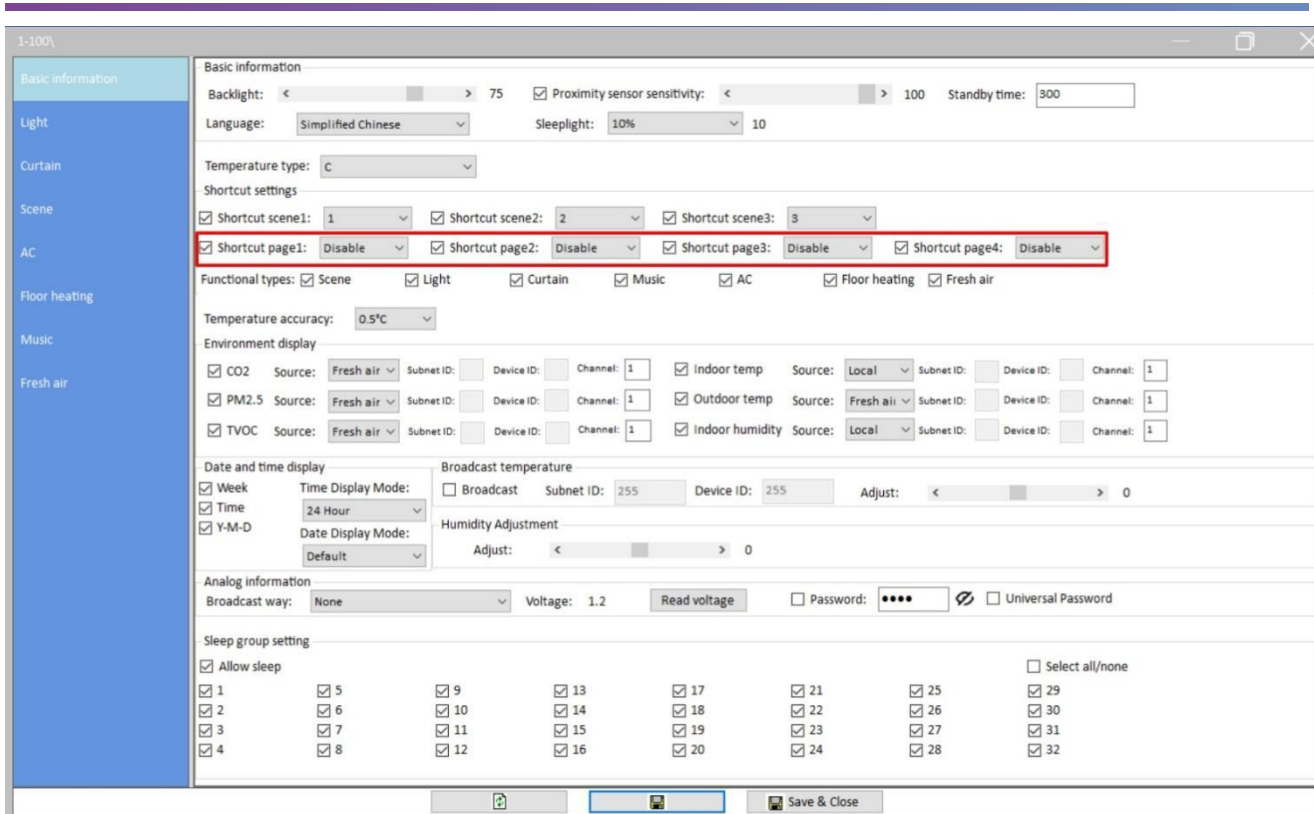 1-100\
Basic information
Light
Curtain
Scene
AC
Floor heating
Music
Fresh air
Basic information
Backlight: < > 75 Proximity sensor sensitivity: < > 100 Standby time: 300
Language: Simplified Chinese Sleeplight: 10% 10
Temperature type: C
Shortcut settings
Shortcut scene1: 1 Shortcut scene2: 2 Shortcut scene3: 3
Shortcut page1: Disable Shortcut page2: Disable Shortcut page3: Disable Shortcut page4: Disable
Functional types: Scene Light Curtain Music AC Floor heating Fresh air
Temperature accuracy: 0.5°C
Environment display
CO2 Source: Fresh air Subnet ID: Device ID: Channel: 1 Indoor temp Source: Local Subnet ID: Device ID: Channel: 1
PM2.5 Source: Fresh air Subnet ID: Device ID: Channel: 1 Outdoor temp Source: Fresh air Subnet ID: Device ID: Channel: 1
TVOC Source: Fresh air Subnet ID: Device ID: Channel: 1 Indoor humidity Source: Local Subnet ID: Device ID: Channel: 1
Date and time display
Week Time Display Mode:
Time 24 Hour
Y-M-D Date Display Mode:
Default
Broadcast temperature
Broadcast Subnet ID: 255 Device ID: 255 Adjust: < > 0
Humidity Adjustment
Adjust: < > 0
Analog information
Broadcast way: None Voltage: 1.2 Read voltage Password: •••• Universal Password
Sleep group setting
Allow sleep Select all/none
1 5 9 13 17 21 25 29
2 6 10 14 18 22 26 30
3 7 11 15 19 23 27 31
4 8 12 16 20 24 28 32
Save & Close